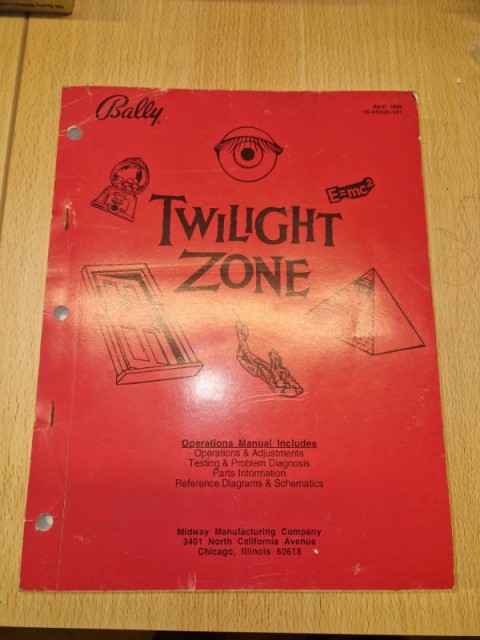 Bally
April 1993
E=mc²
TWILIGHT
ZONE
Operations Manual Includes
Operations & Adjustments
Testing & Problem Diagnosis
Parts Information
Reference Diagrams & Schematics
Midway Manufacturing Company
3401 North California Avenue
Chicago, Illinois 60618